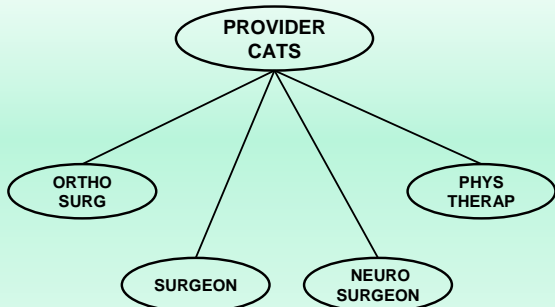 PROVIDER
CATS
ORTHO
SURG
PHYS
THERAP
SURGEON
NEURO
SURGEON